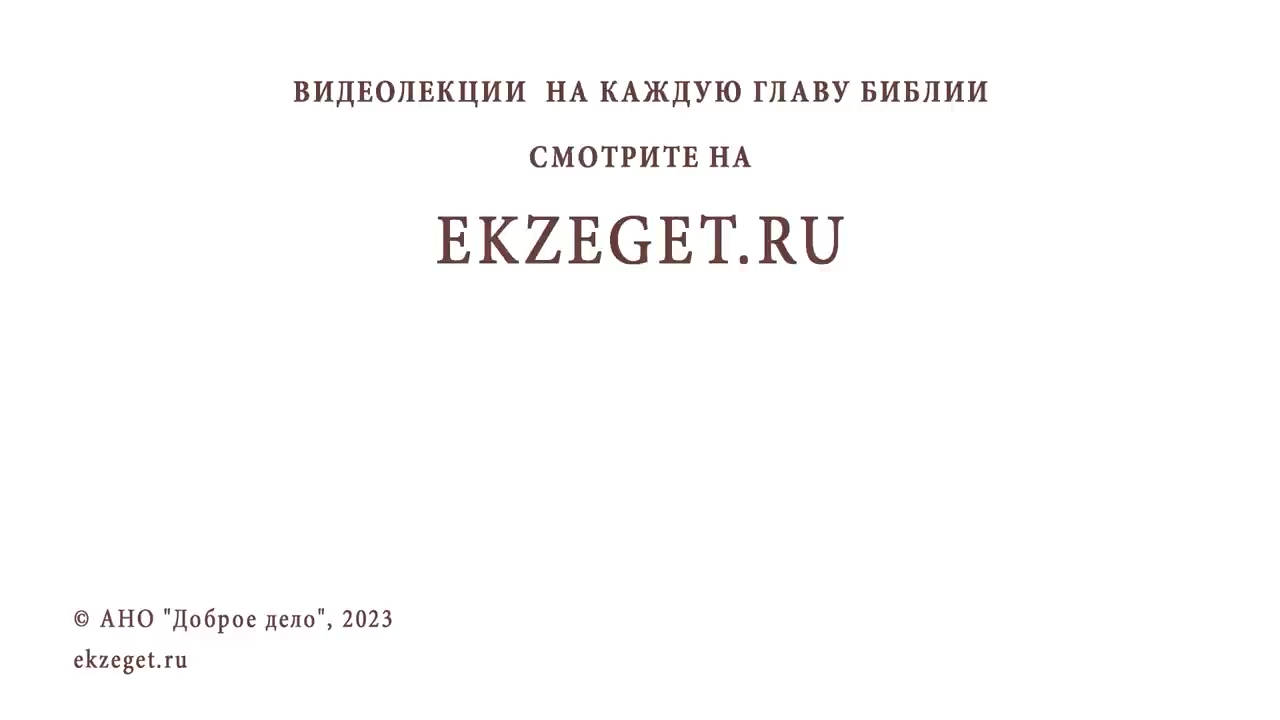 ВИДЕОЛЕКЦИИ НА КАЖДУЮ ГЛАВУ БИБЛИИ
СМОТРИТЕ НА
EKZEGET.RU
© АНО "Доброе дело", 2023
ekzeget.ru